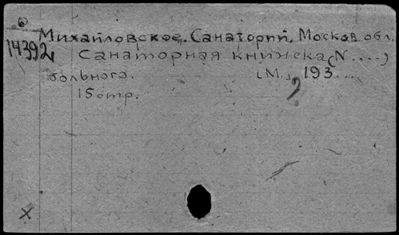 Михайловское. Санаторий. Москов обл.
14392
Санаторная книжка (N ....)
больного. (М., 193...
15 стр.